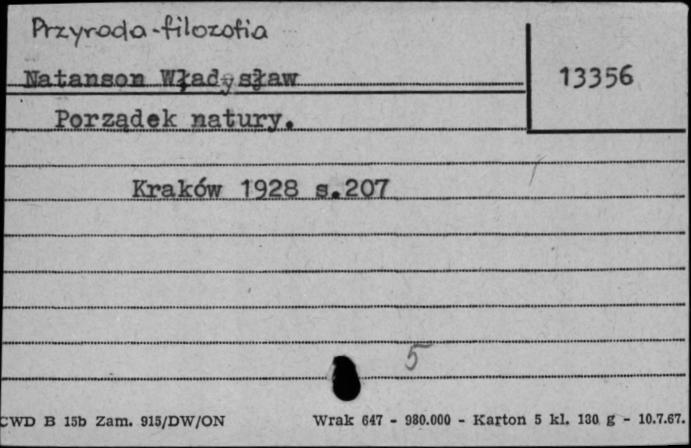 Przyroda-filozofia
Natanson Władysław
13356
Porządek natury.
Kraków 1928 s.207
5
CWD B 15b Zam. 915/DW/ON
Wrak 647 - 980.000 - Karton 5 kl. 130 g - 10.7.67.